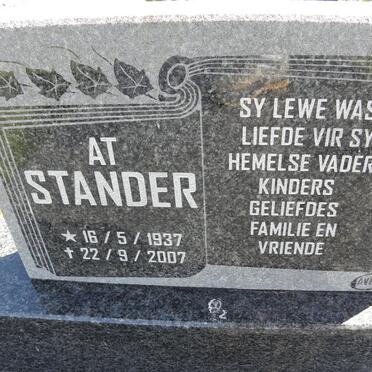 AT
STANDER
★ 16 / 5 / 1937
✝ 22 / 9 / 2007
SY LEWE WAS
LIEFDE VIR SY
HEMELSE VADER
KINDERS
GELIEFDES
FAMILIE EN
VRIENDE